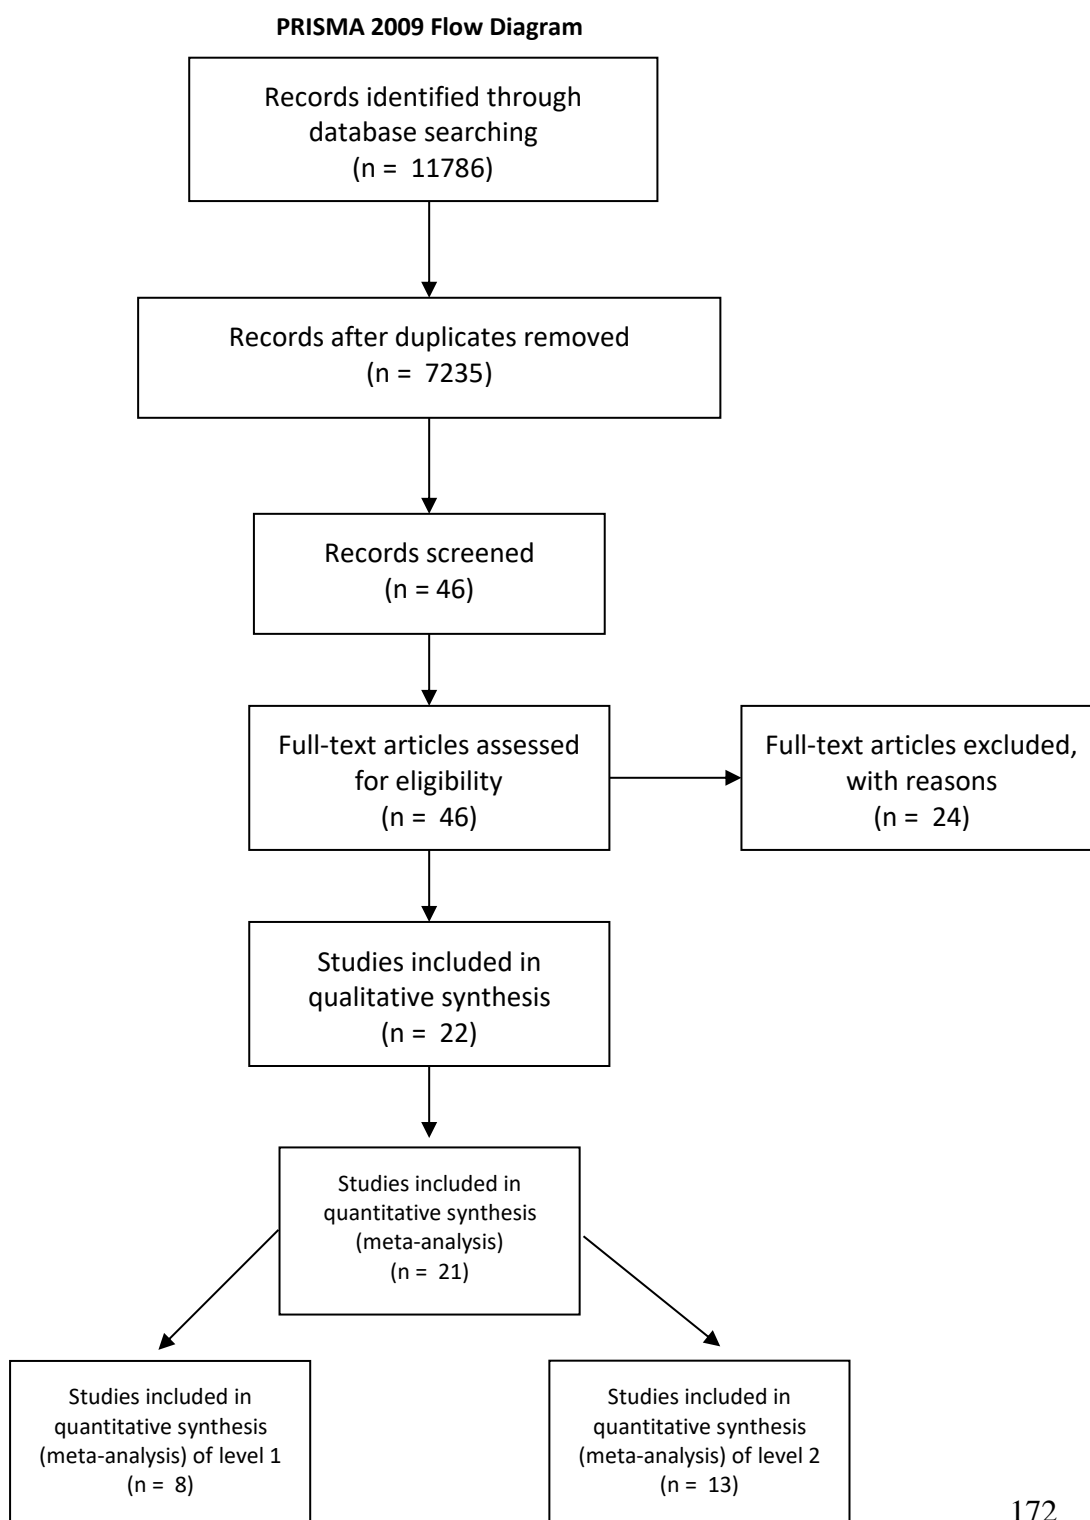 PRISMA 2009 Flow Diagram
Records identified through
database searching
(n = 11786)
Records after duplicates removed
(n = 7235)
Records screened
(n = 46)
Full-text articles assessed
for eligibility
(n = 46)
Full-text articles excluded,
with reasons
(n = 24)
Studies included in
qualitative synthesis
(n = 22)
Studies included in
quantitative synthesis
(meta-analysis)
(n = 21)
Studies included in
quantitative synthesis
(meta-analysis) of level 1
(n = 8)
Studies included in
quantitative synthesis
(meta-analysis) of level 2
(n = 13)
172